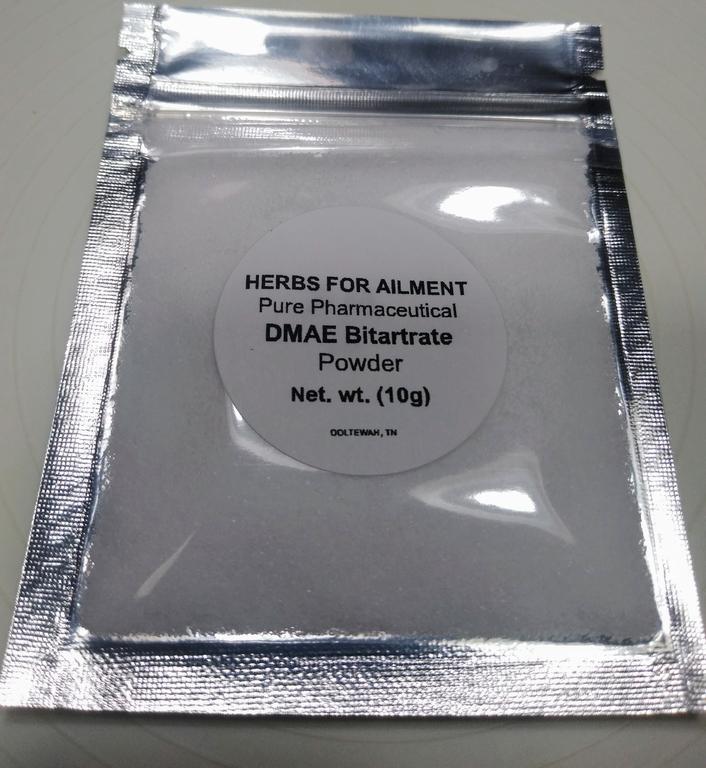 HERBS FOR AILMENT
Pure Pharmaceutical
DMAE Bitartrate
Powder
Net. wt. (10g)
OOLTEWAH, TN